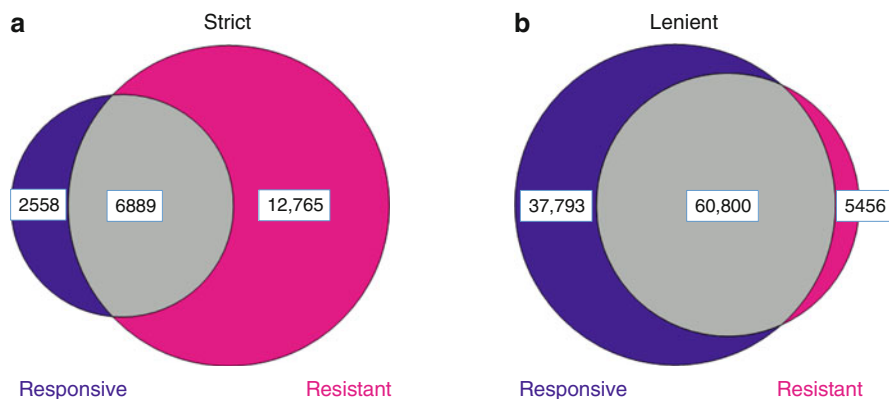 a Strict
2558 6889 12,765
Responsive Resistant
b Lenient
37,793 60,800 5456
Responsive Resistant